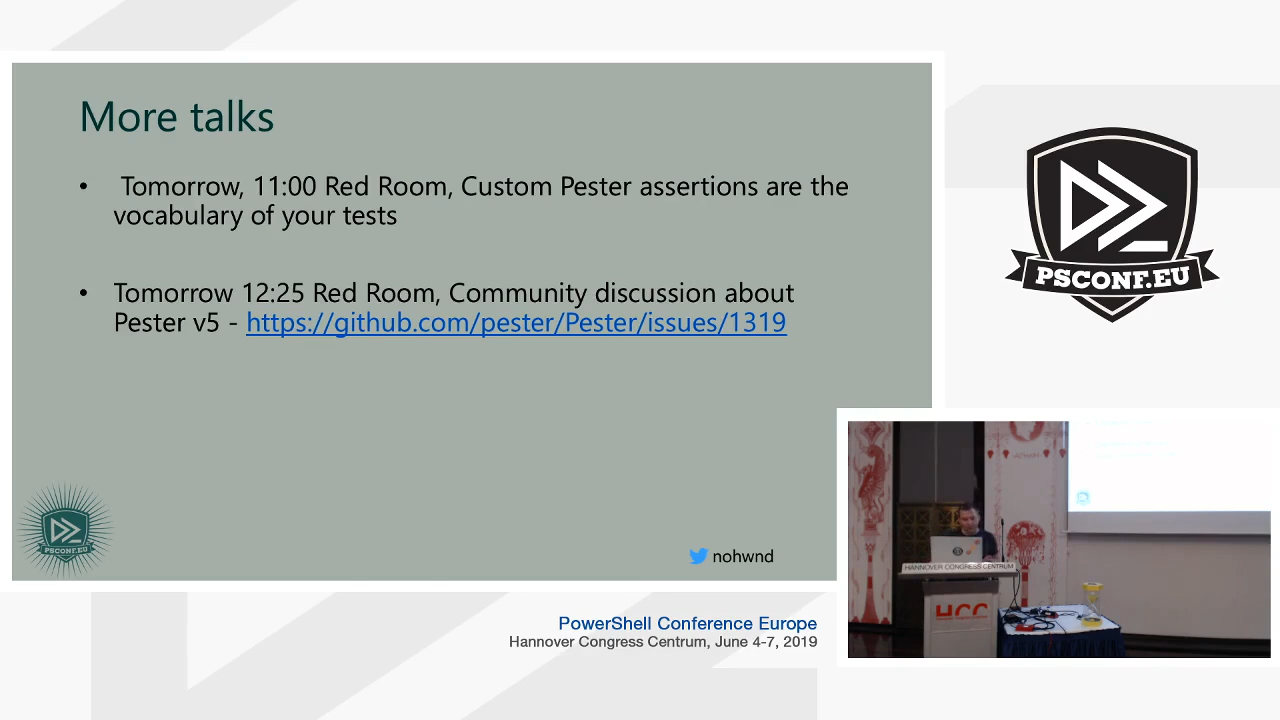 More talks
• Tomorrow, 11:00 Red Room, Custom Pester assertions are the
vocabulary of your tests
• Tomorrow 12:25 Red Room, Community discussion about
Pester v5 - https://github.com/pester/Pester/issues/1319
PSCONF.EU
nohwnd
PSCONF.EU
HANNOVER CONGRESS CENTRUM
HCC
PowerShell Conference Europe
Hannover Congress Centrum, June 4-7, 2019